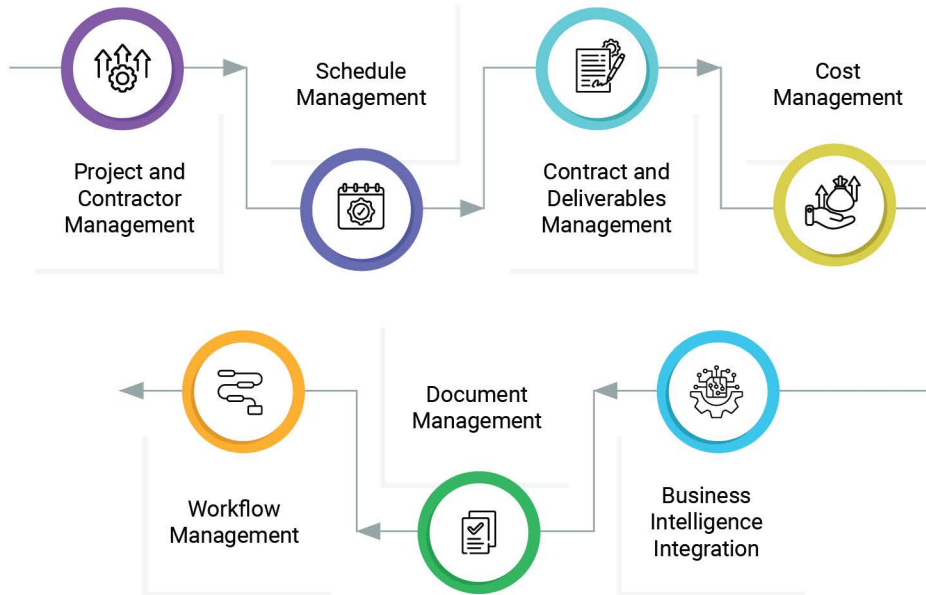 Project and
Contractor
Management
Schedule
Management
Contract and
Deliverables
Management
Cost
Management
Business
Intelligence
Integration
Document
Management
Workflow
Management